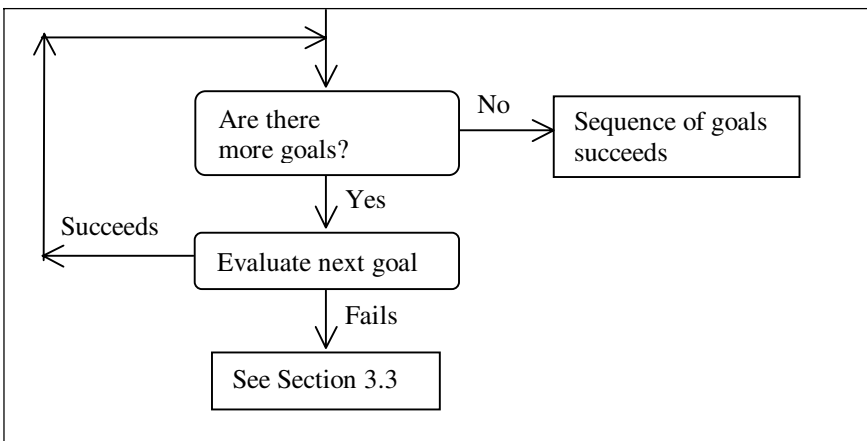 Are there
more goals?
No
Sequence of goals
succeeds
Yes
Succeeds
Evaluate next goal
Fails
See Section 3.3